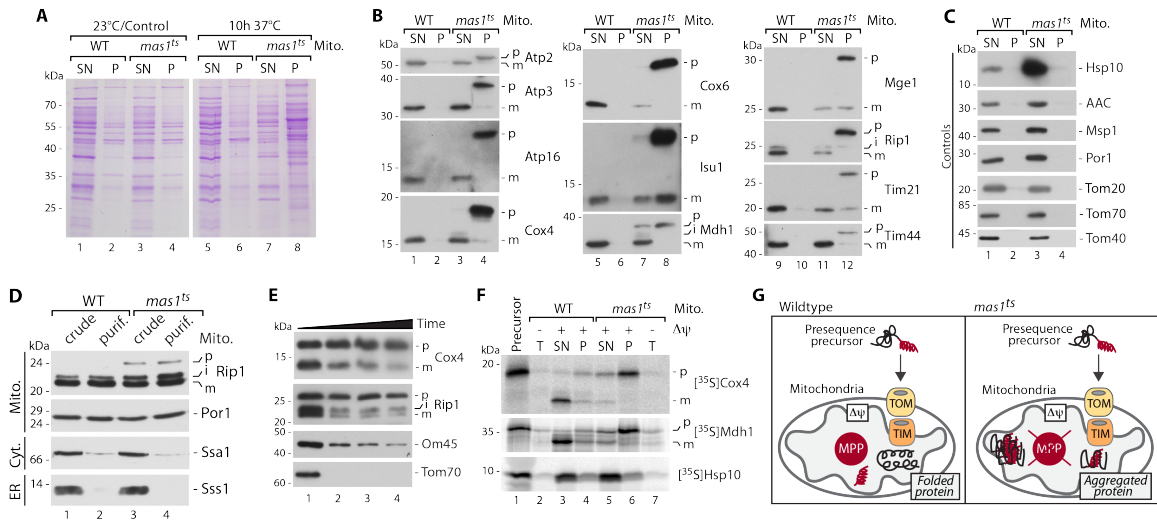 A
23°C/Control
10h 37°C
WT
mas1ts
WT
mas1ts
Mito.
SN
P
SN
P
SN
P
SN
P
kDa
70
55
40
35
25
1
2
3
4
5
6
7
8
B
WT
mas1ts
WT
mas1ts
WT
mas1ts
Mito.
SN
P
SN
P
SN
P
SN
P
SN
P
SN
P
kDa
50
p
m
Atp2
40
30
p
m
Atp3
15
p
m
Atp16
20
15
p
m
Cox4
1
2
3
4
kDa
15
p
m
Cox6
15
p
m
Isu1
40
p
i
m
Mdh1
5
6
7
8
kDa
30
25
p
m
Mge1
30
25
p
i
m
Rip1
30
20
p
m
Tim21
50
40
p
m
Tim44
9
10
11
12
C
WT
mas1ts
SN
P
SN
P
kDa
Controls
10
Hsp10
30
AAC
40
Msp1
30
Por1
20
Tom20
85
70
Tom70
45
Tom40
1
2
3
4
D
WT
mas1ts
crude
purif.
crude
purif.
Mito.
kDa
Mito.
24
20
p
i
m
Rip1
29
24
Por1
Cyt.
66
Ssa1
ER
14
Sss1
1
2
3
4
E
Time
kDa
20
15
p
m
Cox4
25
20
p
i
m
Rip1
45
40
Om45
60
Tom70
1
2
3
4
F
Precursor
WT
mas1ts
Mito.
-
+
+
+
+
-
Δψ
T
SN
P
SN
P
T
kDa
20
p
m
[35S]Cox4
35
p
m
[35S]Mdh1
10
[35S]Hsp10
1
2
3
4
5
6
7
G
Wildtype
mas1ts
Presequence
precursor
Mitochondria
Δψ
TOM
TIM
MPP
Folded
protein
Presequence
precursor
Mitochondria
Δψ
TOM
TIM
MPP
Aggregated
protein